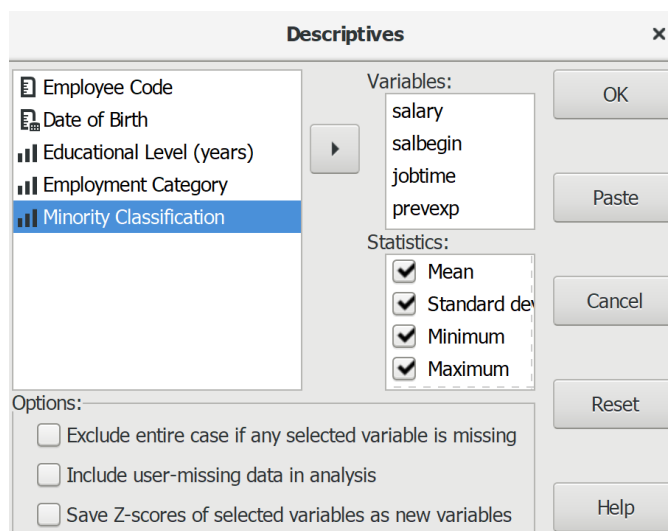 Descriptives
Employee Code
Date of Birth
Educational Level (years)
Employment Category
Minority Classification
Variables:
salary
salbegin
jobtime
prevexp
Statistics:
Mean
Standard de
Minimum
Maximum
OK
Paste
Cancel
Reset
Help
Options:
Exclude entire case if any selected variable is missing
Include user-missing data in analysis
Save Z-scores of selected variables as new variables